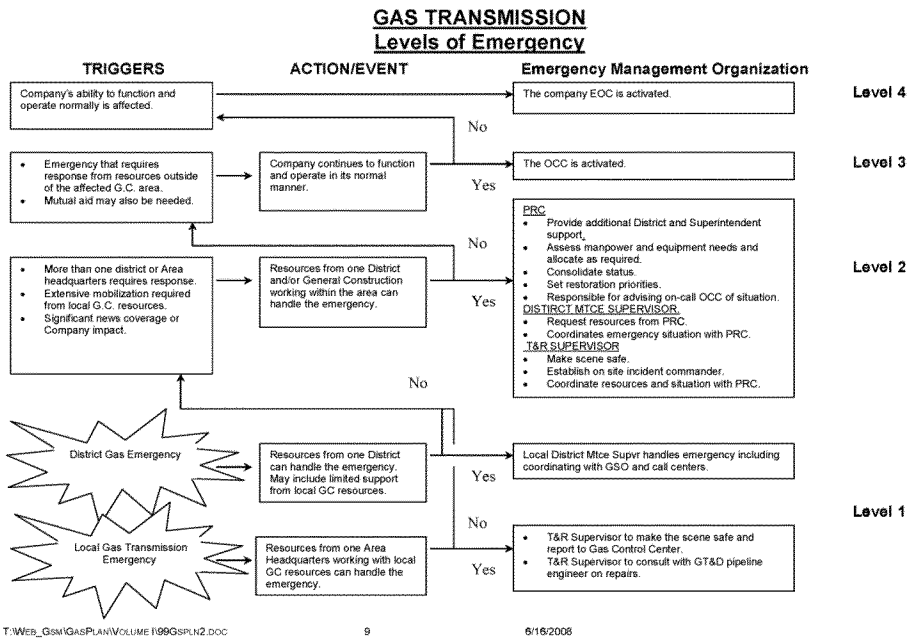 GAS TRANSMISSION
Levels of Emergency
TRIGGERS
ACTION/EVENT
Emergency Management Organization
Company's ability to function and
operate normally is affected.
The company EOC is activated.
Level 4
No
• Emergency that requires
response from resources outside
of the affected G.C. area.
• Mutual aid may also be needed.
Company continues to function
and operate in its normal
manner.
Yes
The OCC is activated.
Level 3
No
• More than one district or Area
headquarters requires response.
• Extensive mobilization required
from local G.C. resources.
• Significant news coverage or
Company impact.
Resources from one District
and/or General Construction
working within the area can
handle the emergency.
Yes
PRC
• Provide additional District and Superintendent
support.
• Assess manpower and equipment needs and
allocate as required.
• Consolidate status.
• Set restoration priorities.
• Responsible for advising on-call OCC of situation.
DISTIRCT MTCE SUPERVISOR.
• Request resources from PRC.
• Coordinates emergency situation with PRC.
T&R SUPERVISOR
• Make scene safe.
• Establish on site incident commander.
• Coordinate resources and situation with PRC.
Level 2
No
District Gas Emergency
Resources from one District
can handle the emergency.
May include limited support
from local GC resources.
Yes
Local District Mtce Supvr handles emergency including
coordinating with GSO and call centers.
Level 1
No
Local Gas Transmission
Emergency
Resources from one Area
Headquarters working with local
GC resources can handle the
emergency.
Yes
• T&R Supervisor to make the scene safe and
report to Gas Control Center.
• T&R Supervisor to consult with GT&D pipeline
engineer on repairs.
T:\WEB_GSM\GASPLAN\VOLUME I\99GSPLN2.DOC
9
6/16/2008